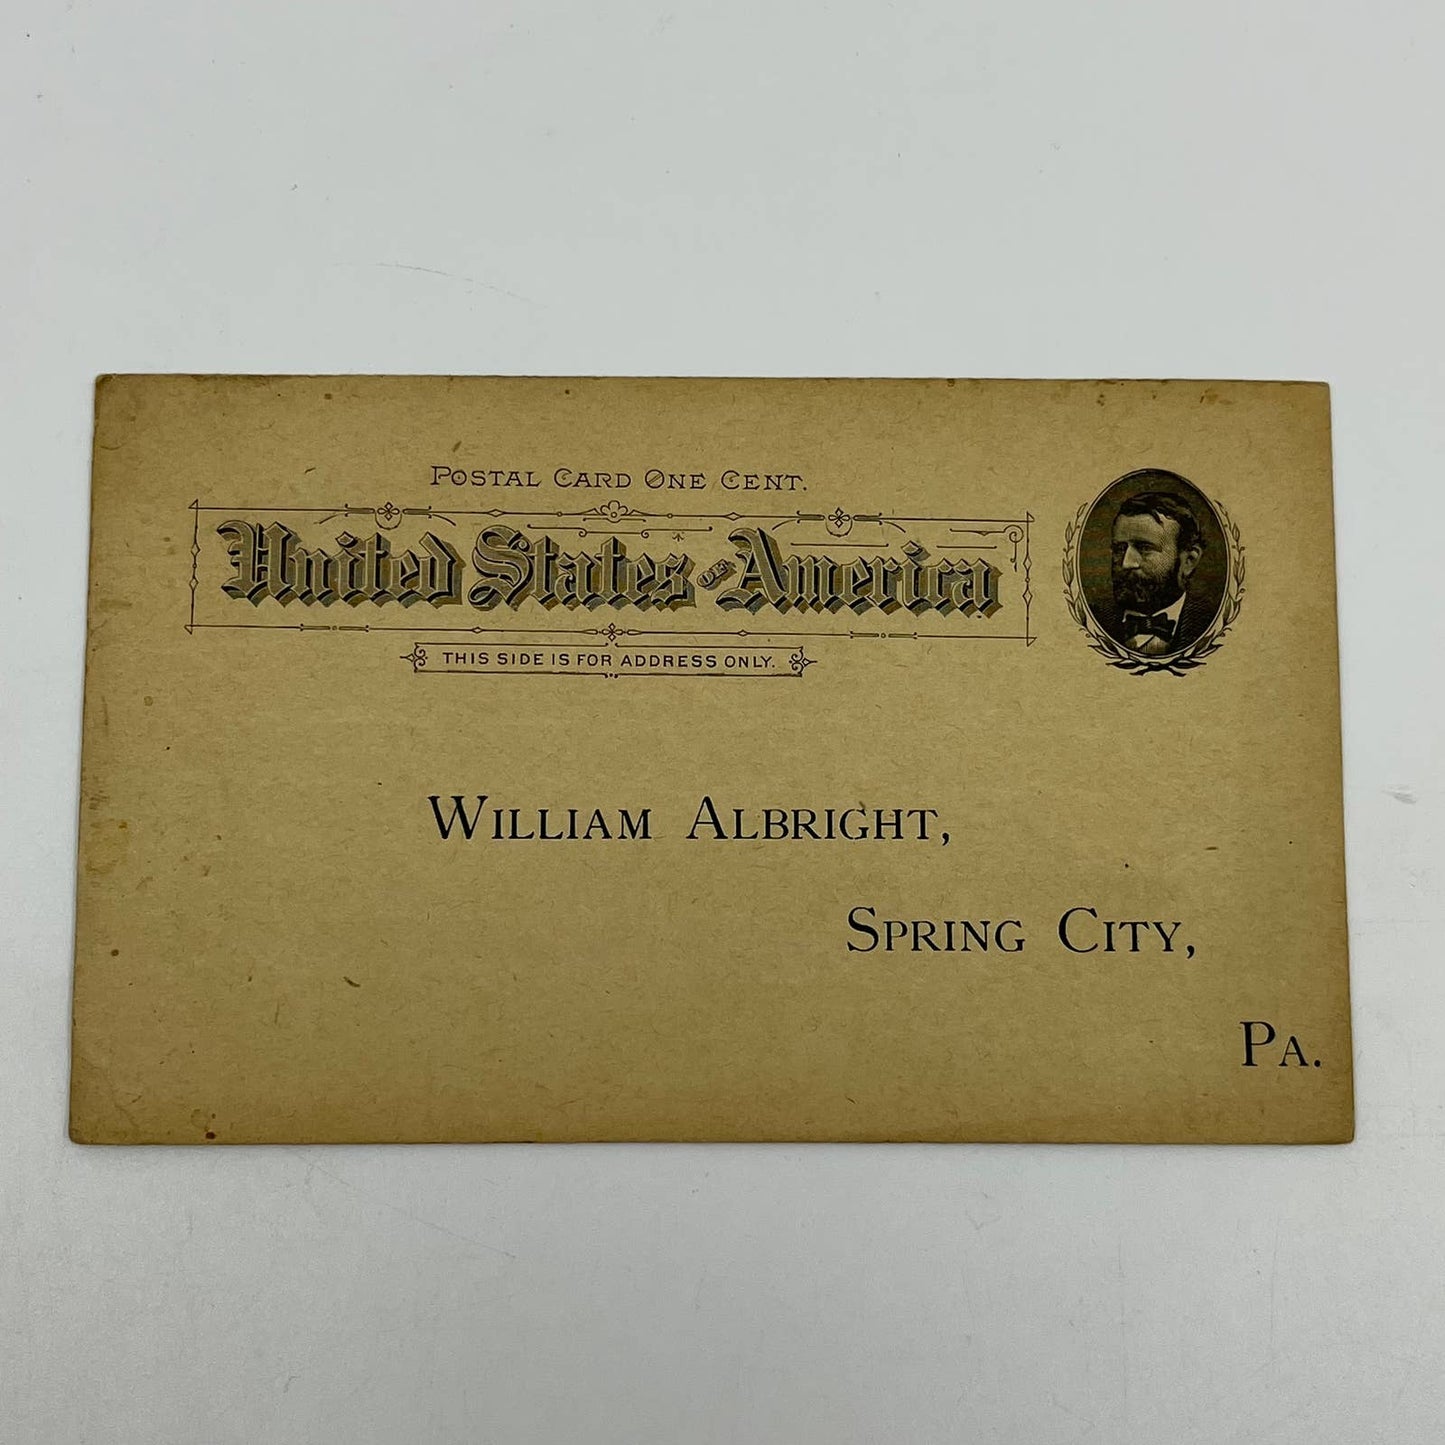 Postal Card One Cent.
United States of America
THIS SIDE IS FOR ADDRESS ONLY.
William Albright,
Spring City,
Pa.